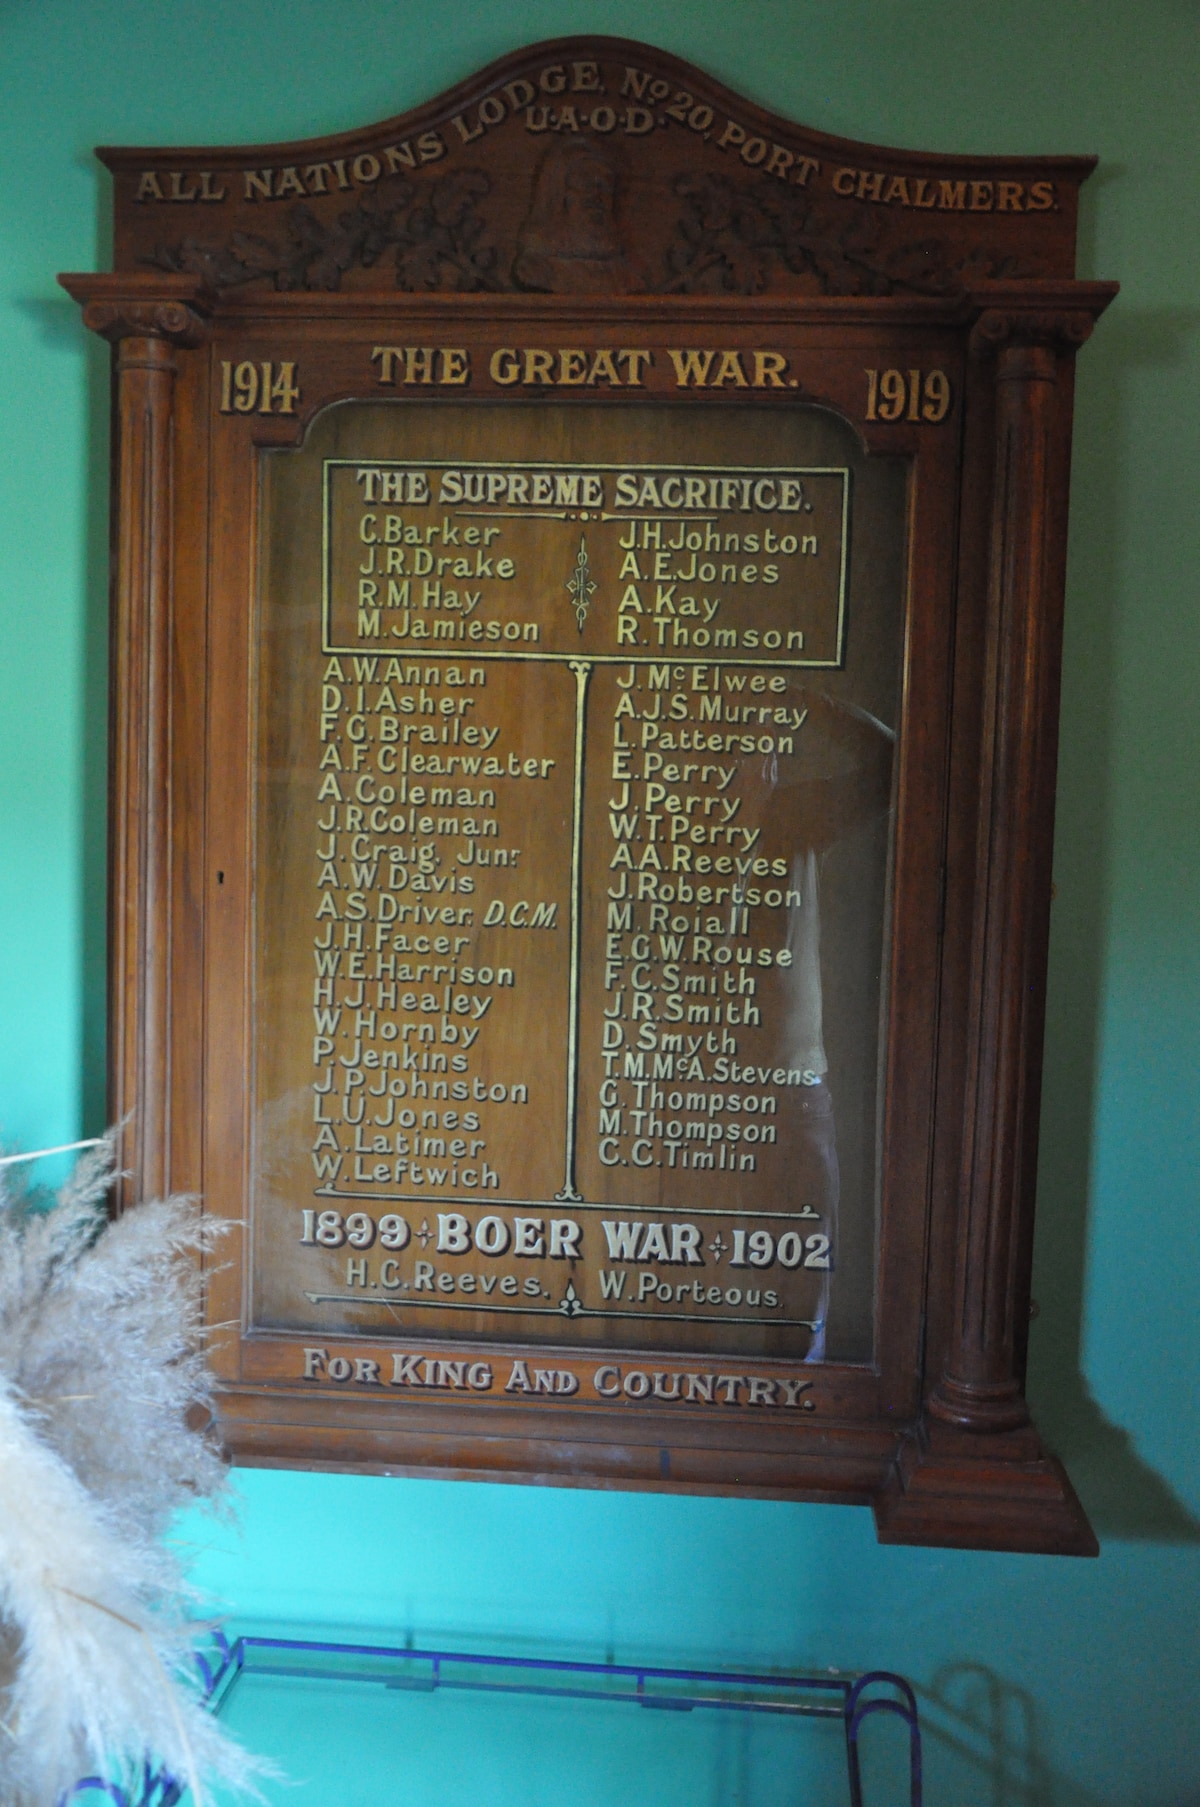 ALL NATIONS LODGE, No 20, PORT CHALMERS.
U.A.O.D.
1914 THE GREAT WAR. 1919
THE SUPREME SACRIFICE.
C. Barker
J.R. Drake
R.M. Hay
M. Jamieson
J.H. Johnston
A.E. Jones
A. Kay
R. Thomson
A.W. Annan
D.I. Asher
F.G. Brailey
A.F. Clearwater
A. Coleman
J.R. Coleman
J. Craig, Junr
A.W. Davis
A.S. Driver. D.C.M.
J.H. Facer
W.E. Harrison
H.J. Healey
W. Hornby
P. Jenkins
J.P. Johnston
L.U. Jones
A. Latimer
W. Leftwich
J. McElwee
A.J.S. Murray
L. Patterson
E. Perry
J. Perry
W.T. Perry
A.A. Reeves
J. Robertson
M. Roiall
E.G.W. Rouse
F.C. Smith
J.R. Smith
D. Smyth
T.M.McA. Stevens
G. Thompson
M. Thompson
C.C. Timlin
1899 BOER WAR 1902
H.C. Reeves. W. Porteous.
FOR KING AND COUNTRY.